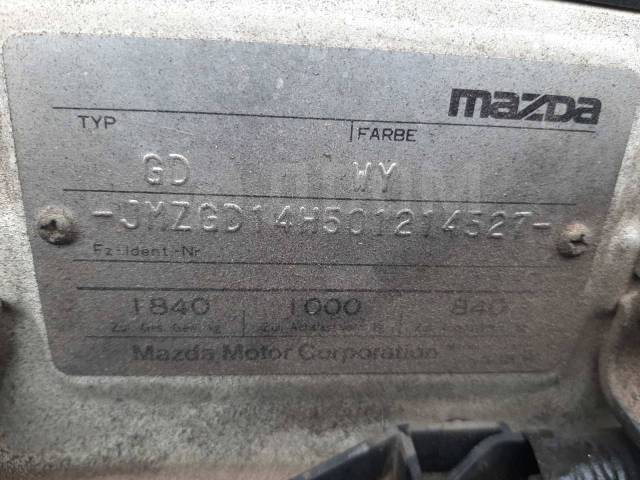 mazda
TYP
FARBE
GD WY
-JMZGD14H501214527-
Fz-Ident-Nr
1840 1000 840
Mazda Motor Corporation